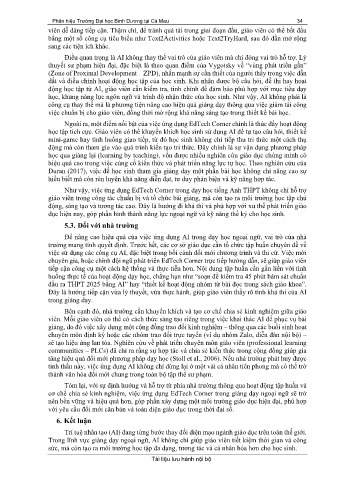 Phân hiệu Trường Đại học Bình Dương tại Cà Mau 34
viên dễ dàng tiếp cận. Thậm chí, để tránh quá tải trong giai đoạn đầu, giáo viên có thể bắt đầu
bằng một số công cụ tiêu biểu như Text2Activities hoặc Text2TryHard, sau đó dần mở rộng
sang các tiện ích khác.
Điều quan trọng là AI không thay thế vai trò của giáo viên mà chỉ đóng vai trò hỗ trợ. Lý
thuyết sư phạm hiện đại, đặc biệt là theo quan điểm của Vygotsky về “vùng phát triển gần”
(Zone of Proximal Development – ZPD), nhấn mạnh sự cần thiết của người thầy trong việc dẫn
dắt và điều chỉnh hoạt động học tập của học sinh. Khi nhận được bộ câu hỏi, đề thi hay hoạt
động học tập từ AI, giáo viên cần kiểm tra, tinh chỉnh để đảm bảo phù hợp với mục tiêu dạy
học, khung năng lực ngôn ngữ và trình độ nhận thức của học sinh. Như vậy, AI không phải là
công cụ thay thế mà là phương tiện nâng cao hiệu quả giảng dạy thông qua việc giảm tải công
việc chuẩn bị cho giáo viên, đồng thời mở rộng khả năng sáng tạo trong thiết kế bài học.
Ngoài ra, một điểm nổi bật của việc ứng dụng EdTech Corner chính là thúc đẩy hoạt động
học tập tích cực. Giáo viên có thể khuyến khích học sinh sử dụng AI để tự tạo câu hỏi, thiết kế
mini-game hay tình huống giao tiếp, từ đó học sinh không chỉ tiếp thu tri thức một cách thụ
động mà còn tham gia vào quá trình kiến tạo tri thức. Đây chính là sự vận dụng phương pháp
học qua giảng lại (learning by teaching), vốn được nhiều nghiên cứu giáo dục chứng minh có
hiệu quả cao trong việc củng cố kiến thức và phát triển năng lực tự học. Theo nghiên cứu của
Duran (2017), việc để học sinh tham gia giảng dạy một phần bài học không chỉ nâng cao sự
hiểu biết mà còn rèn luyện khả năng diễn đạt, tư duy phản biện và kỹ năng hợp tác.
Như vậy, việc ứng dụng EdTech Corner trong dạy học tiếng Anh THPT không chỉ hỗ trợ
giáo viên trong công tác chuẩn bị và tổ chức bài giảng, mà còn tạo ra môi trường học tập chủ
động, sáng tạo và tương tác cao. Đây là hướng đi khả thi và phù hợp với xu thế phát triển giáo
dục hiện nay, góp phần hình thành năng lực ngoại ngữ và kỹ năng thế kỷ cho học sinh.
5.3. Đối với nhà trường
Để nâng cao hiệu quả của việc ứng dụng AI trong dạy học ngoại ngữ, vai trò của nhà
trường mang tính quyết định. Trước hết, các cơ sở giáo dục cần tổ chức tập huấn chuyên đề về
việc sử dụng các công cụ AI, đặc biệt trong bối cảnh đổi mới chương trình và thi cử. Việc mời
chuyên gia, hoặc chính đội ngũ phát triển EdTech Corner trực tiếp hướng dẫn, sẽ giúp giáo viên
tiếp cận công cụ một cách hệ thống và thực tiễn hơn. Nội dung tập huấn cần gắn liền với tình
huống thực tế của hoạt động dạy học, chẳng hạn như “soạn đề kiểm tra 45 phút bám sát chuẩn
đầu ra THPT 2025 bằng AI” hay “thiết kế hoạt động nhóm từ bài đọc trong sách giáo khoa”.
Đây là hướng tiếp cận vừa lý thuyết, vừa thực hành, giúp giáo viên thấy rõ tính khả thi của AI
trong giảng dạy.
Bên cạnh đó, nhà trường cần khuyến khích và tạo cơ chế chia sẻ kinh nghiệm giữa giáo
viên. Mỗi giáo viên có thể có cách thức sáng tạo riêng trong việc khai thác AI để phục vụ bài
giảng, do đó việc xây dựng một cộng đồng trao đổi kinh nghiệm – thông qua các buổi sinh hoạt
chuyên môn định kỳ hoặc các nhóm trao đổi trực tuyến (ví dụ nhóm Zalo, diễn đàn nội bộ) –
sẽ tạo hiệu ứng lan tỏa. Nghiên cứu về phát triển chuyên môn giáo viên (professional learning
communities – PLCs) đã chỉ ra rằng sự hợp tác và chia sẻ kiến thức trong cộng đồng giúp gia
tăng hiệu quả đổi mới phương pháp dạy học (Stoll et al., 2006). Nếu nhà trường phát huy được
tinh thần này, việc ứng dụng AI không chỉ dừng lại ở một vài cá nhân tiên phong mà có thể trở
thành văn hóa đổi mới chung trong toàn bộ tập thể sư phạm.
Tóm lại, với sự định hướng và hỗ trợ từ phía nhà trường thông qua hoạt động tập huấn và
cơ chế chia sẻ kinh nghiệm, việc ứng dụng EdTech Corner trong giảng dạy ngoại ngữ sẽ trở
nên bền vững và hiệu quả hơn, góp phần xây dựng một môi trường giáo dục hiện đại, phù hợp
với yêu cầu đổi mới căn bản và toàn diện giáo dục trong thời đại số.
6. Kết luận
Trí tuệ nhân tạo (AI) đang từng bước thay đổi diện mạo ngành giáo dục trên toàn thế giới.
Trong lĩnh vực giảng dạy ngoại ngữ, AI không chỉ giúp giáo viên tiết kiệm thời gian và công
sức, mà còn tạo ra môi trường học tập đa dạng, tương tác và cá nhân hóa hơn cho học sinh.
Tài liệu lưu hành nội bộ